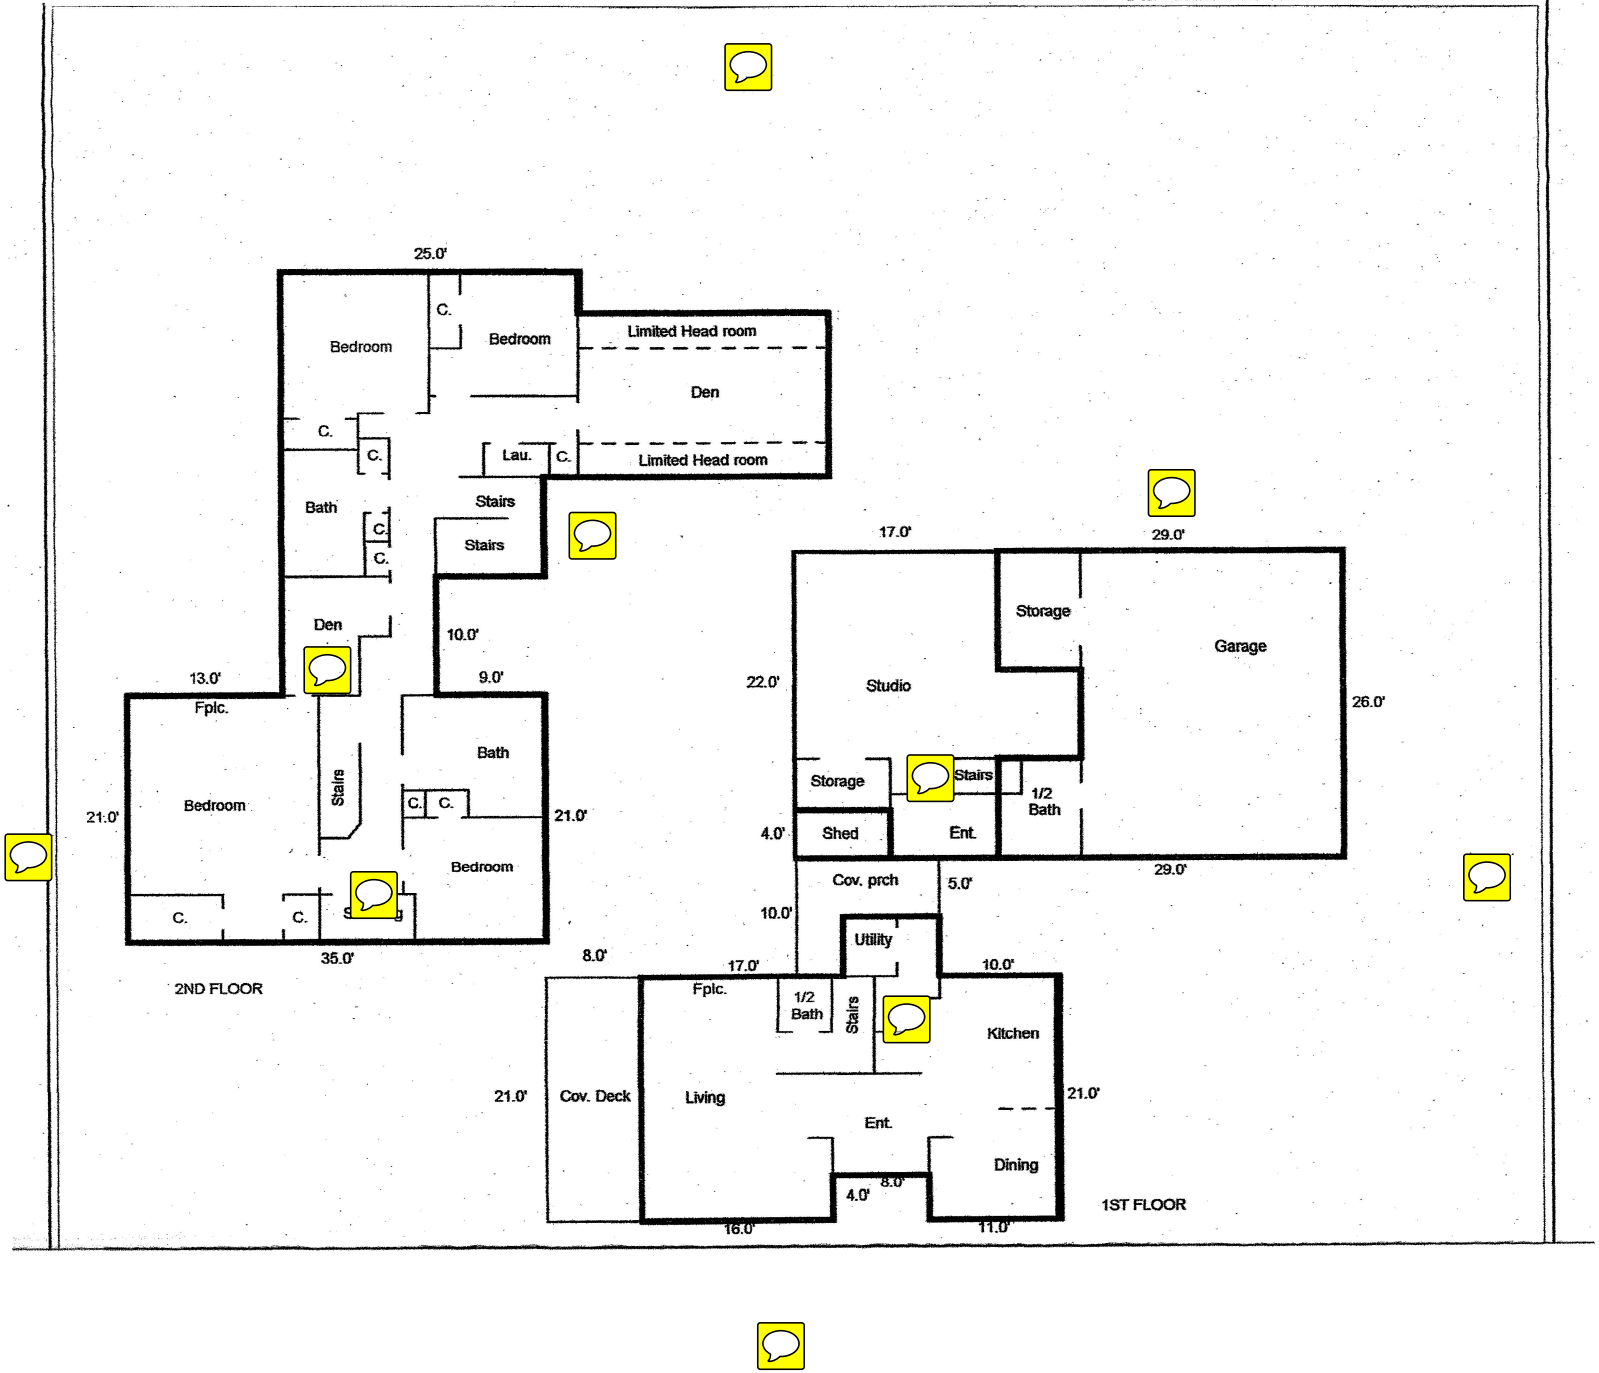 25.0'
C.
Limited Head room
Bedroom
Bedroom
Den
C.
C.
Lau.
C.
Limited Head room
Bath
Stairs
C.
Stairs
C.
Den
10.0'
13.0'
9.0'
Fplc.
Bath
Stairs
Bedroom
C.
C.
21.0'
21.0'
Bedroom
C.
C.
35.0'
2ND FLOOR
17.0'
29.0'
Storage
Garage
22.0'
Studio
26.0'
Storage
Stairs
1/2
Bath
4.0'
Shed
Ent.
29.0'
Cov. prch
5.0'
10.0'
Utility
8.0'
17.0'
10.0'
Fplc.
1/2
Bath
Stairs
Kitchen
21.0'
Cov. Deck
Living
21.0'
Ent.
Dining
8.0'
4.0'
16.0'
11.0'
1ST FLOOR